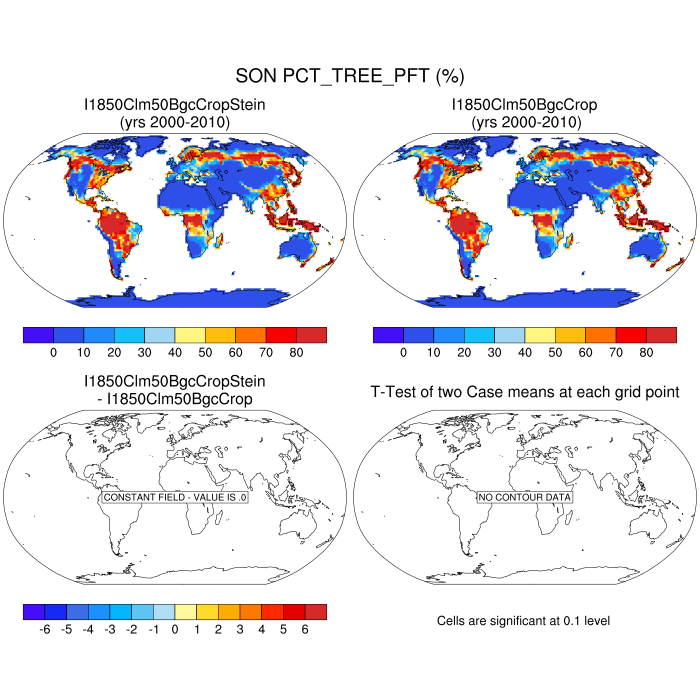 SON PCT_TREE_PFT (%)
I1850Clm50BgcCropStein
(yrs 2000-2010)
I1850Clm50BgcCrop
(yrs 2000-2010)
0 10 20 30 40 50 60 70 80
0 10 20 30 40 50 60 70 80
I1850Clm50BgcCropStein
- I1850Clm50BgcCrop
T-Test of two Case means at each grid point
CONSTANT FIELD - VALUE IS .0
NO CONTOUR DATA
-6 -5 -4 -3 -2 -1 0 1 2 3 4 5 6
Cells are significant at 0.1 level